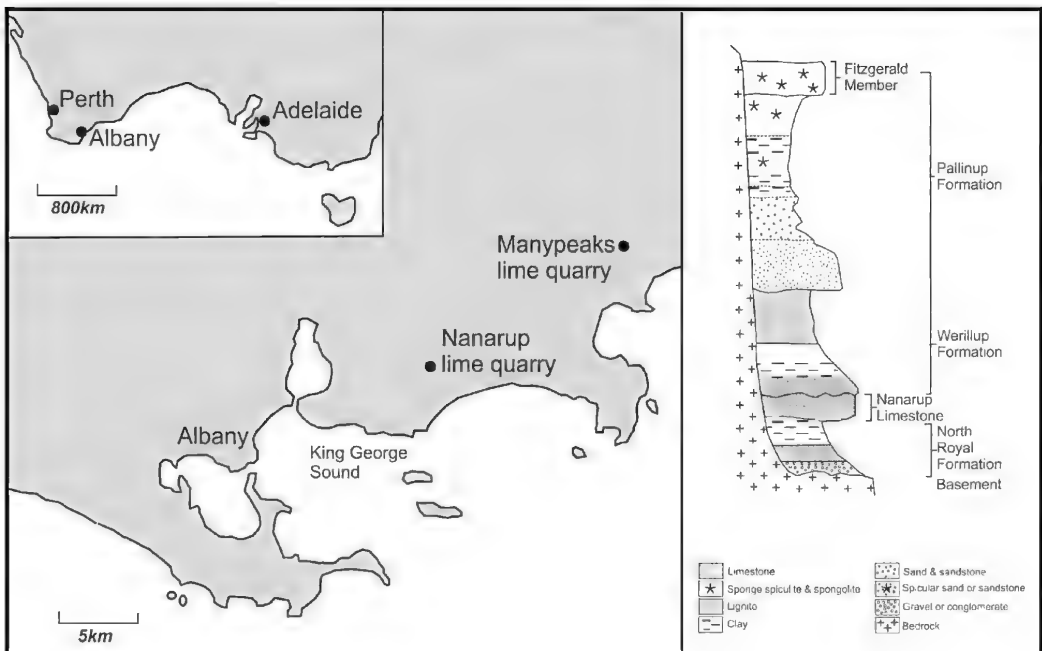 Perth
Albany
Adelaide
800km
Manypeaks
lime quarry
Nanarup
lime quarry
Albany
King George
Sound
5km
Fitzgerald
Member
Pallinup
Formation
Werillup
Formation
Nanarup
Limestone
North
Royal
Formation
Basement
Limestone
Sponge spiculite & spongolite
Lignito
Clay
Sand & sandstone
Spicular sand or sandstone
Gravel or conglomerate
Bedrock